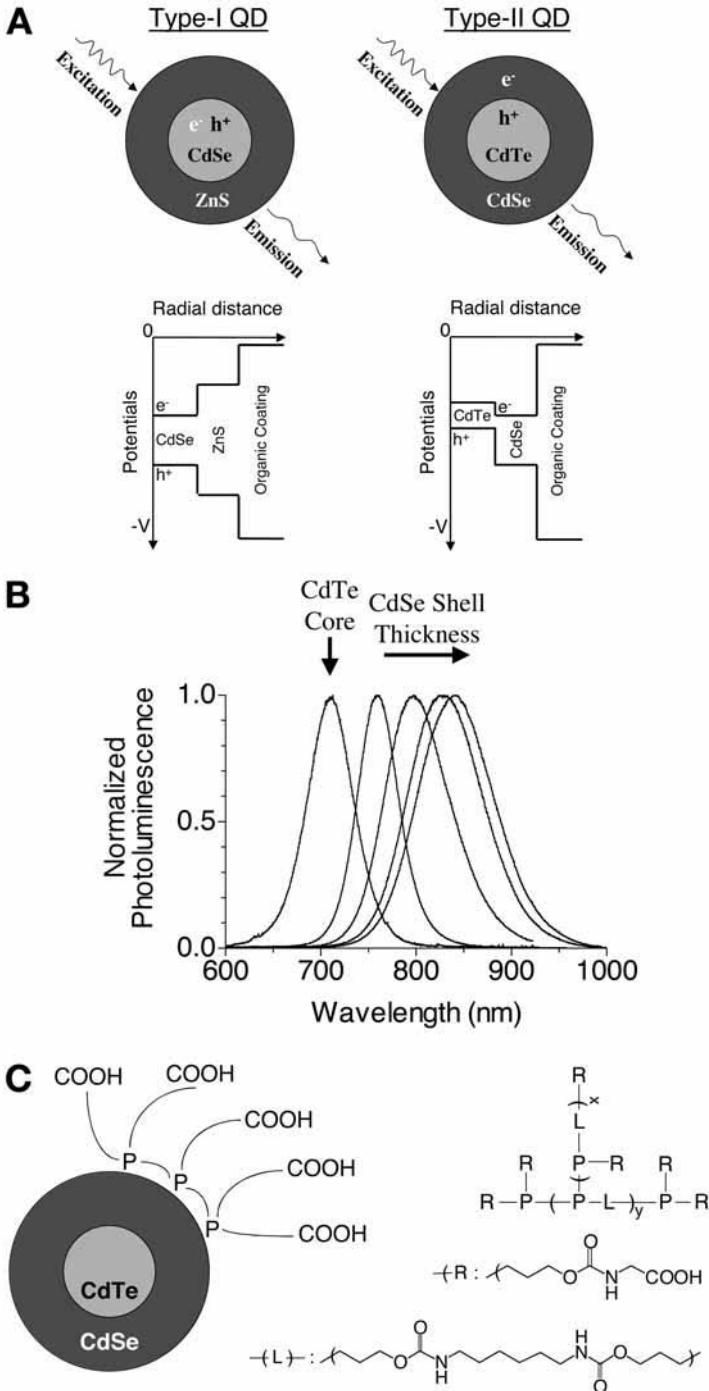 A
Type-I QD
Type-II QD
Excitation
e⁻ h⁺
CdSe
ZnS
Emission
Excitation
e⁻
h⁺
CdTe
CdSe
Emission
Radial distance
0
Potentials
-V
e⁻
CdSe
h⁺
ZnS
Organic Coating
Radial distance
0
Potentials
-V
CdTe
e⁻
h⁺
CdSe
Organic Coating
B
CdTe
Core
CdSe Shell
Thickness
Normalized
Photoluminescence
1.0
0.5
0.0
600 700 800 900 1000
Wavelength (nm)
C
COOH
COOH
COOH
COOH
COOH
P
P
P
CdTe
CdSe
R
x
L
R P R R
R P P L y P R
R :
O
O N COOH
H
(L) :
O H
O N N O
H O